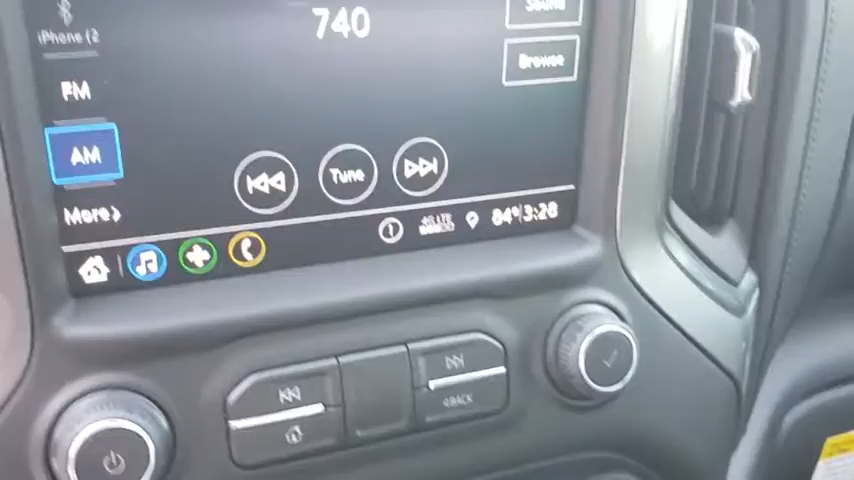 iPhone (2
740
Sound
Browse
FM
AM
Tune
More
4G LTE
84° 3:28
BACK